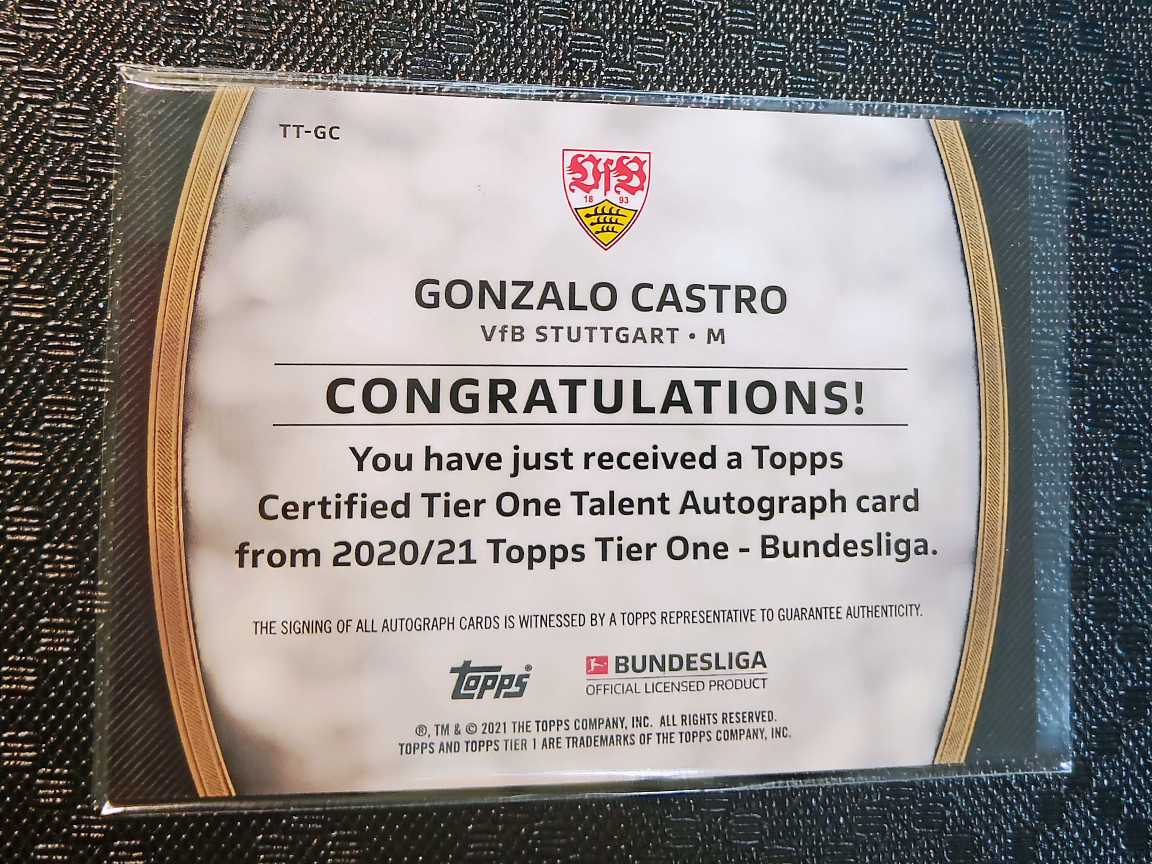 TT-GC
VfB
18 93
GONZALO CASTRO
VfB STUTTGART • M
CONGRATULATIONS!
You have just received a Topps
Certified Tier One Talent Autograph card
from 2020/21 Topps Tier One - Bundesliga.
THE SIGNING OF ALL AUTOGRAPH CARDS IS WITNESSED BY A TOPPS REPRESENTATIVE TO GUARANTEE AUTHENTICITY.
topps®
BUNDESLIGA
OFFICIAL LICENSED PRODUCT
®, TM & © 2021 THE TOPPS COMPANY, INC. ALL RIGHTS RESERVED.
TOPPS AND TOPPS TIER 1 ARE TRADEMARKS OF THE TOPPS COMPANY, INC.